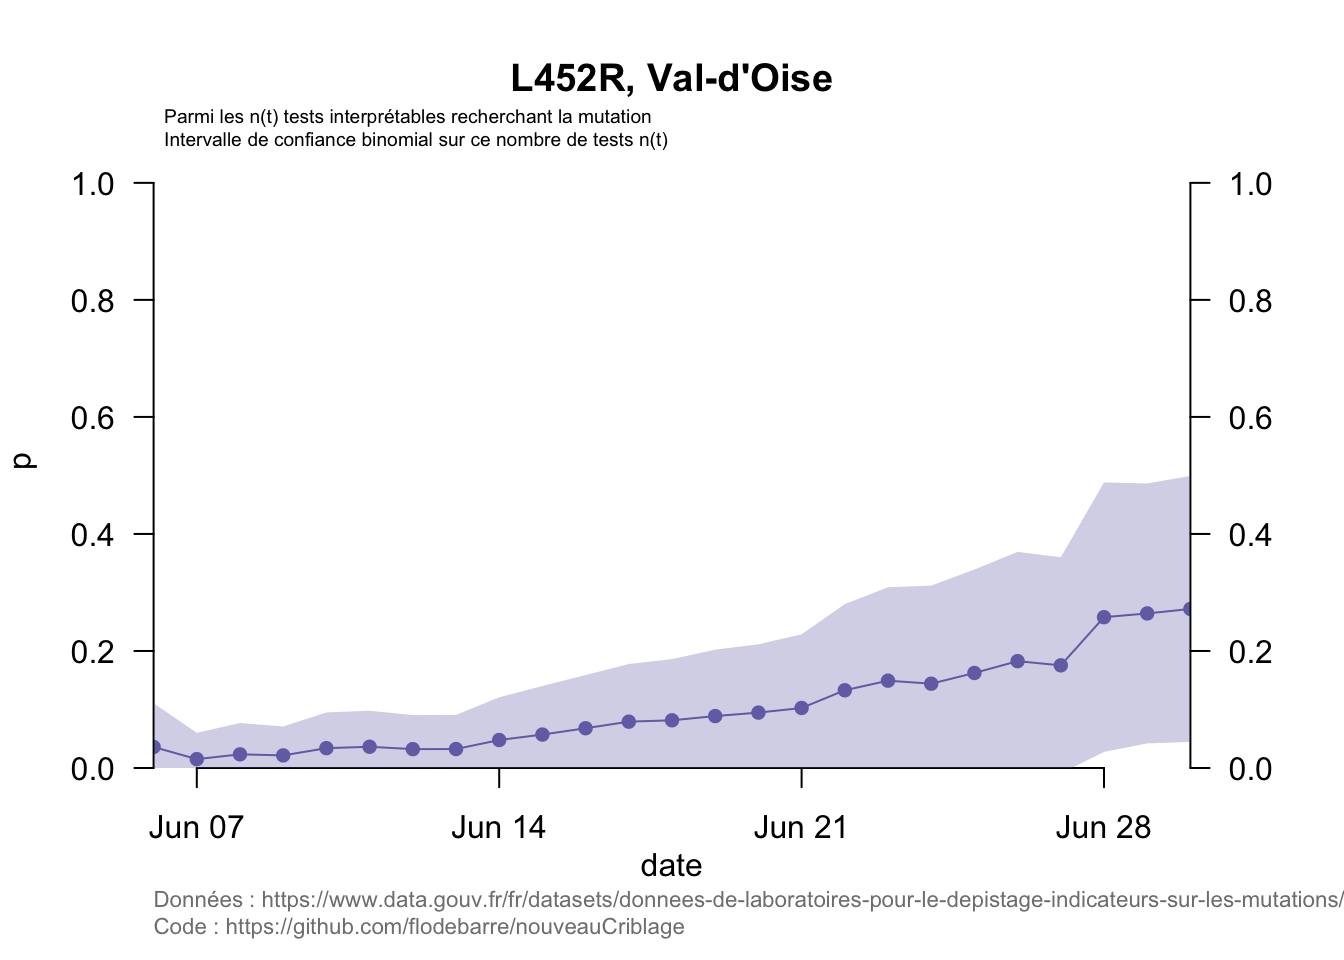 L452R, Val-d'Oise
Parmi les n(t) tests interprétables recherchant la mutation
Intervalle de confiance binomial sur ce nombre de tests n(t)
1.0 1.0
0.8 0.8
0.6 0.6
p
0.4 0.4
0.2 0.2
0.0 0.0
Jun 07 Jun 14 Jun 21 Jun 28
date
Données : https://www.data.gouv.fr/fr/datasets/donnees-de-laboratoires-pour-le-depistage-indicateurs-sur-les-mutations/
Code : https://github.com/flodebarre/nouveauCriblage